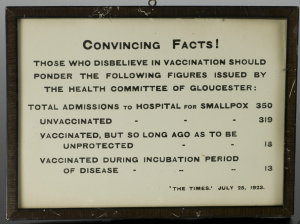 CONVINCING FACTS!
THOSE WHO DISBELIEVE IN VACCINATION SHOULD
PONDER THE FOLLOWING FIGURES ISSUED BY
THE HEALTH COMMITTEE OF GLOUCESTER:
TOTAL ADMISSIONS TO HOSPITAL FOR SMALLPOX 350
UNVACCINATED - - - 319
VACCINATED, BUT SO LONG AGO AS TO BE
UNPROTECTED - - 18
VACCINATED DURING INCUBATION PERIOD
OF DISEASE - - - - 13
'THE TIMES,' JULY 25, 1923.